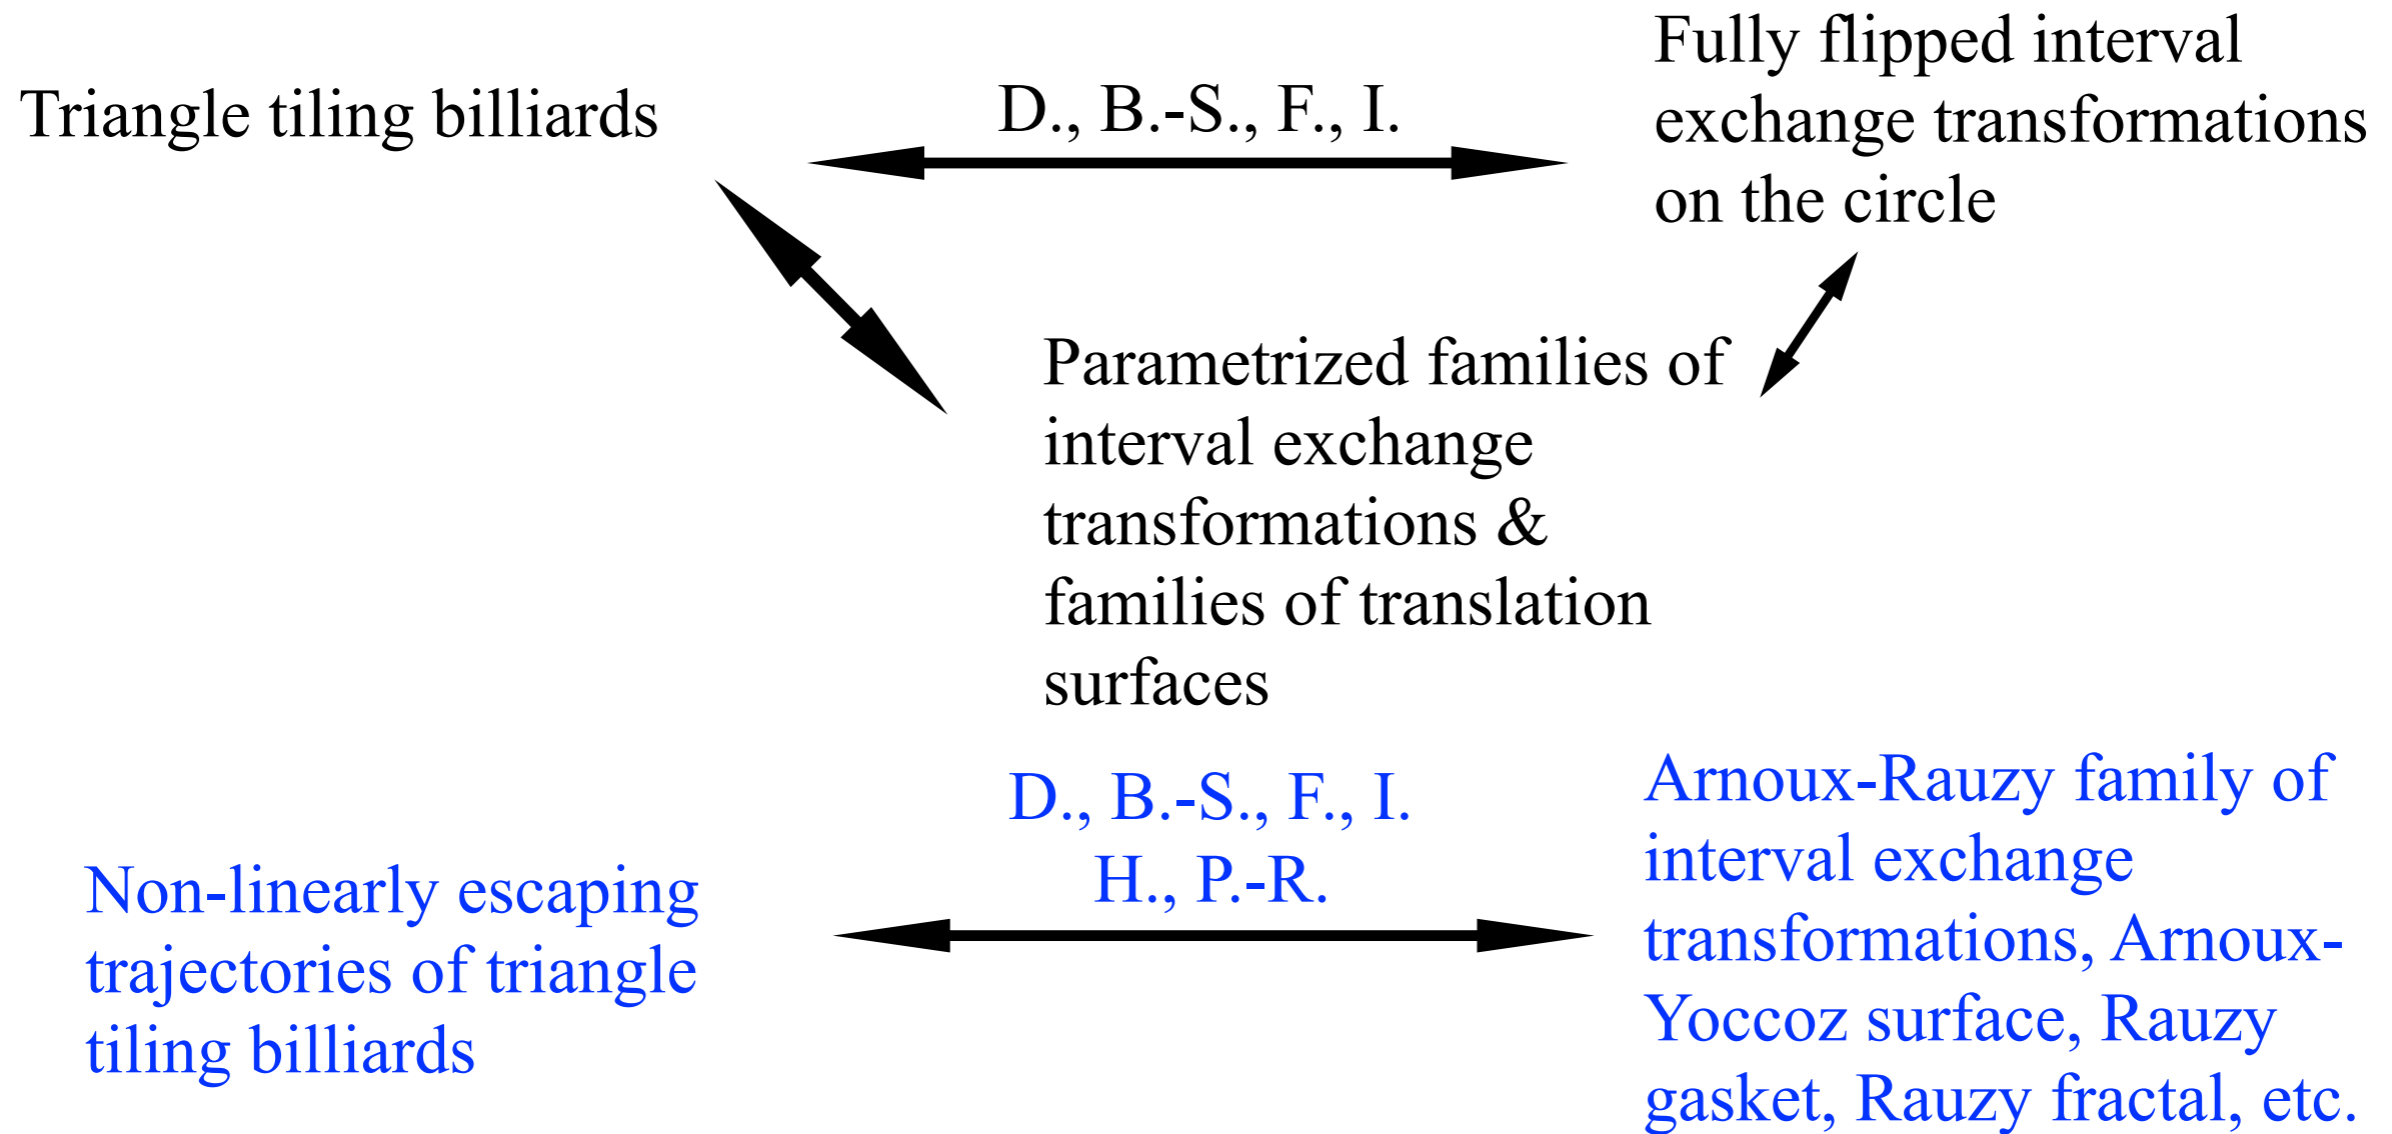 Triangle tiling billiards
D., B.-S., F., I.
Fully flipped interval
exchange transformations
on the circle
Parametrized families of
interval exchange
transformations &
families of translation
surfaces
D., B.-S., F., I.
H., P.-R.
Non-linearly escaping
trajectories of triangle
tiling billiards
Arnoux-Rauzy family of
interval exchange
transformations, Arnoux-
Yoccoz surface, Rauzy
gasket, Rauzy fractal, etc.